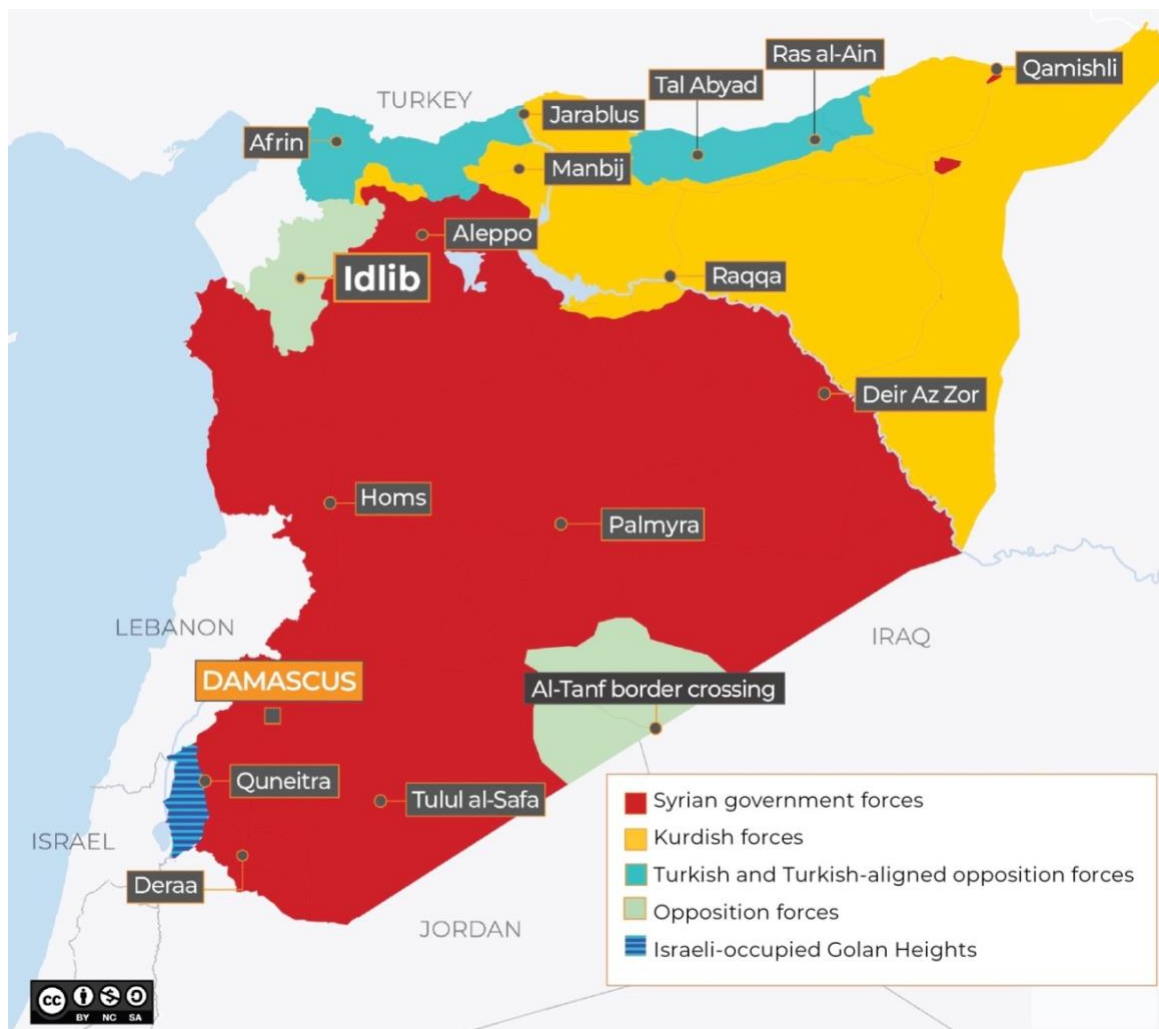 Ras al-Ain
Qamishli
Tal Abyad
TURKEY
Jarablus
Afrin
Manbij
Aleppo
Idlib
Raqqa
Deir Az Zor
Homs
Palmyra
LEBANON
IRAQ
DAMASCUS
Al-Tanf border crossing
Quneitra
Tulul al-Safa
ISRAEL
Deraa
JORDAN
Syrian government forces
Kurdish forces
Turkish and Turkish-aligned opposition forces
Opposition forces
Israeli-occupied Golan Heights
cc
BY NC SA